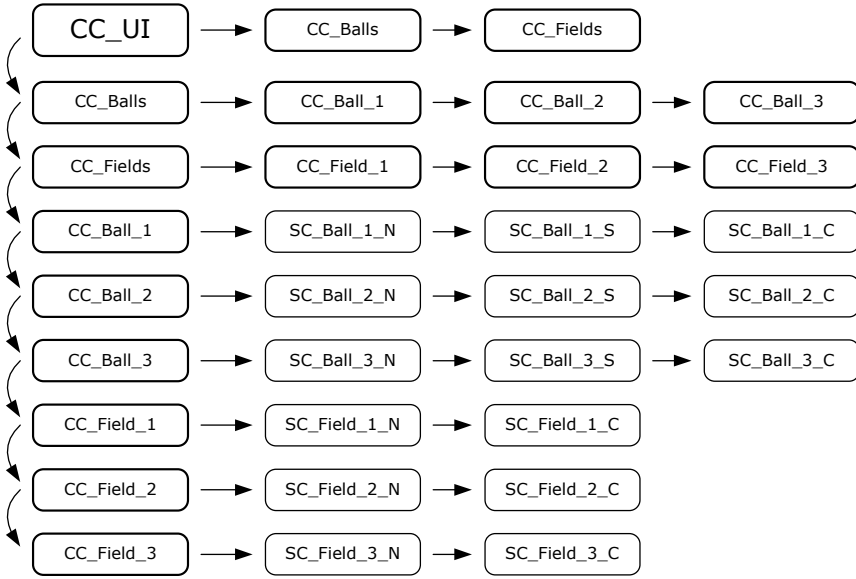 CC_UI CC_Balls CC_Fields
CC_Balls CC_Ball_1 CC_Ball_2 CC_Ball_3
CC_Fields CC_Field_1 CC_Field_2 CC_Field_3
CC_Ball_1 SC_Ball_1_N SC_Ball_1_S SC_Ball_1_C
CC_Ball_2 SC_Ball_2_N SC_Ball_2_S SC_Ball_2_C
CC_Ball_3 SC_Ball_3_N SC_Ball_3_S SC_Ball_3_C
CC_Field_1 SC_Field_1_N SC_Field_1_C
CC_Field_2 SC_Field_2_N SC_Field_2_C
CC_Field_3 SC_Field_3_N SC_Field_3_C